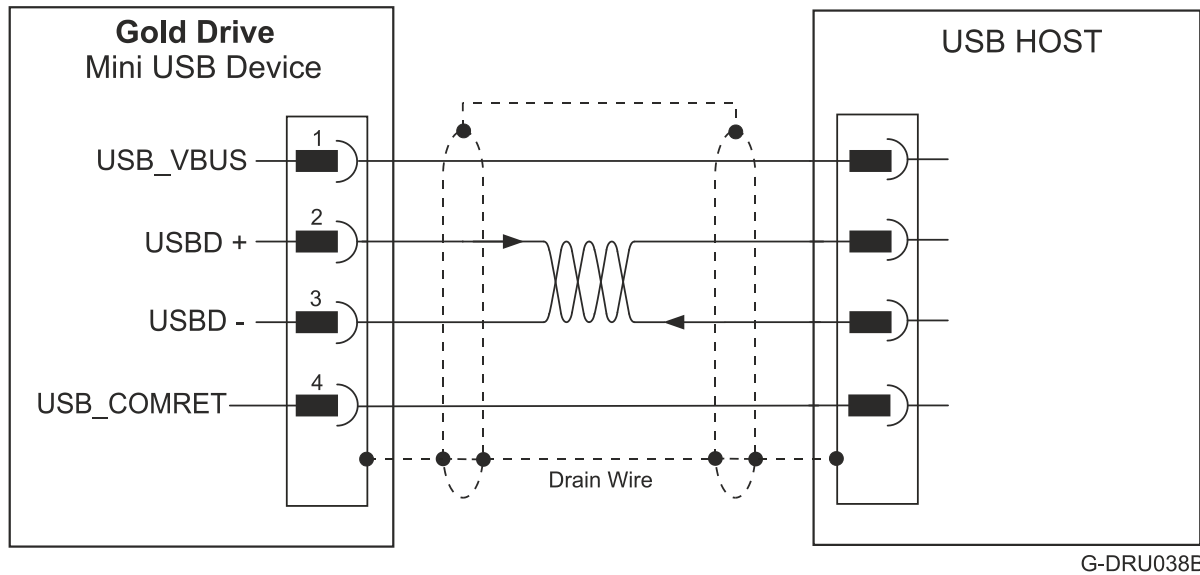 Gold Drive
Mini USB Device
USB HOST
1
USB_VBUS
2
USBD +
3
USBD -
4
USB_COMRET
Drain Wire
G-DRU038B